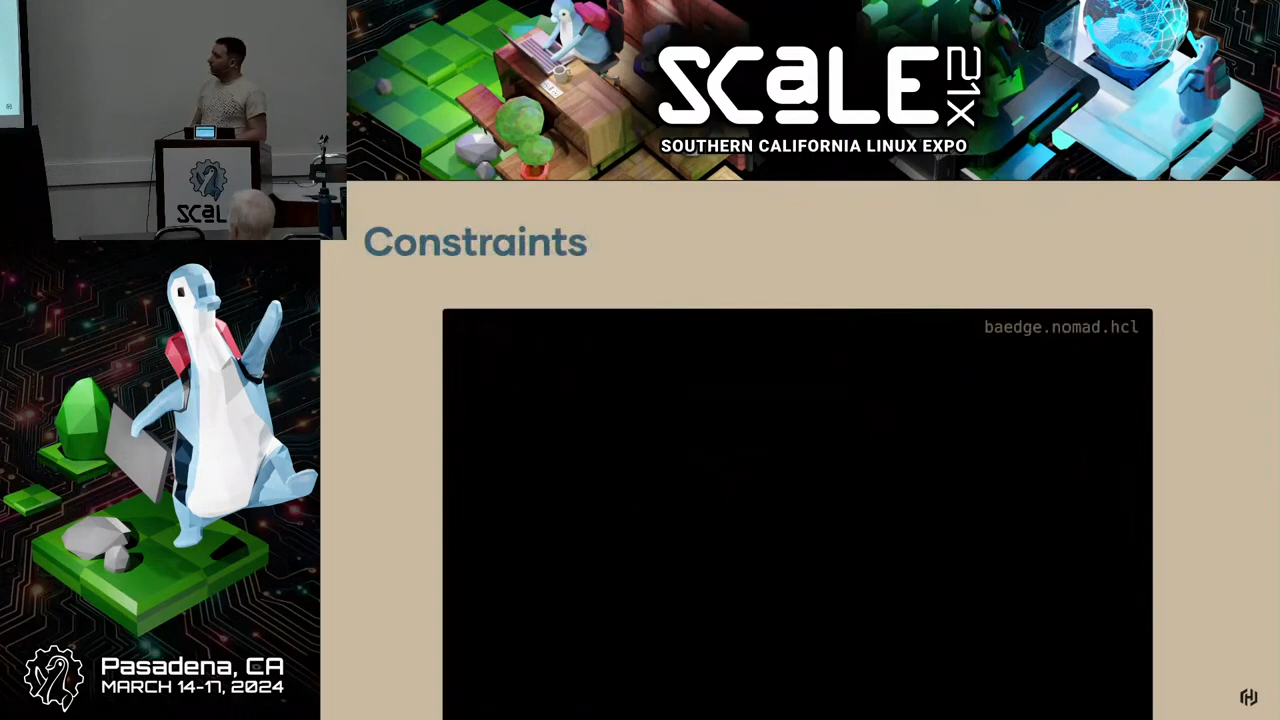 SCALE 21X
SOUTHERN CALIFORNIA LINUX EXPO
SCAL
Constraints
baedge.nomad.hcl
Pasadena, CA
MARCH 14-17, 2024